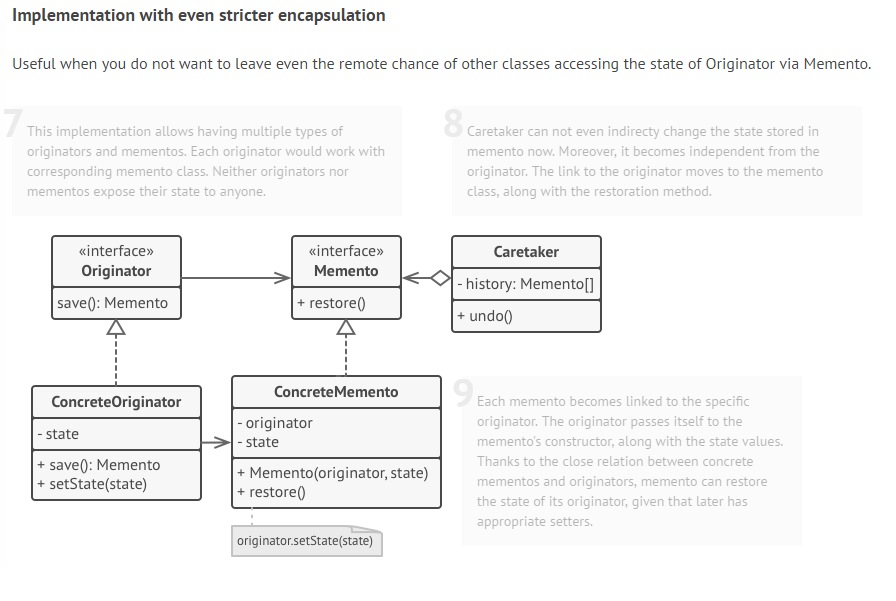 Implementation with even stricter encapsulation
Useful when you do not want to leave even the remote chance of other classes accessing the state of Originator via Memento.
7
This implementation allows having multiple types of
originators and mementos. Each originator would work with
corresponding memento class. Neither originators nor
mementos expose their state to anyone.
8
Caretaker can not even indirecty change the state stored in
memento now. Moreover, it becomes independent from the
originator. The link to the originator moves to the memento
class, along with the restoration method.
«interface»
Originator
save(): Memento
«interface»
Memento
+ restore()
Caretaker
- history: Memento[]
+ undo()
ConcreteOriginator
- state
+ save(): Memento
+ setState(state)
ConcreteMemento
- originator
- state
+ Memento(originator, state)
+ restore()
originator.setState(state)
9
Each memento becomes linked to the specific
originator. The originator passes itself to the
memento's constructor, along with the state values.
Thanks to the close relation between concrete
mementos and originators, memento can restore
the state of its originator, given that later has
appropriate setters.